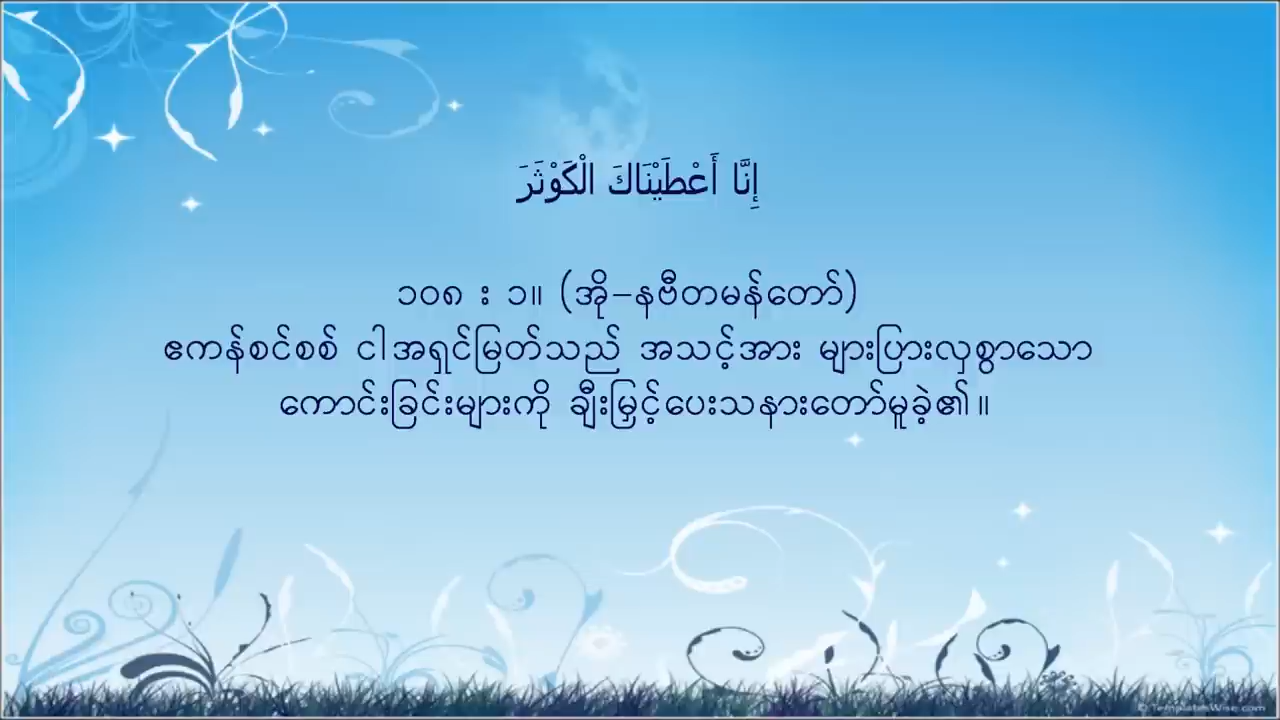 إِنَّا أَعْطَيْنَاكَ الْكَوْثَرَ
၁၀၈ : ၁။ (အို–နဗီတမန်တော်)
ဧကန်စင်စစ် ငါအရှင်မြတ်သည် အသင့်အား များပြားလှစွာသော
ကောင်းခြင်းများကို ချီးမြှင့်ပေးသနားတော်မူခဲ့၏။
© TemplatesWise.com